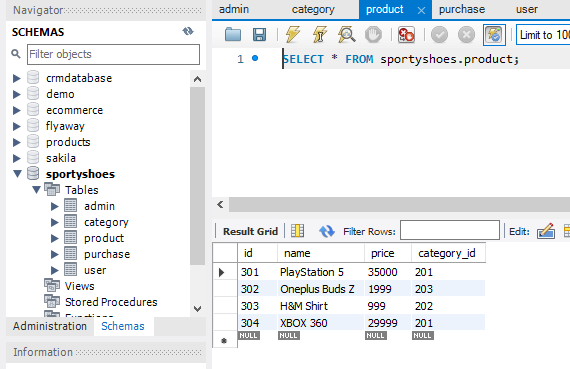 Navigator
SCHEMAS
Filter objects
crmdatabase
demo
ecommerce
flyaway
products
sakila
sportyshoes
Tables
admin
category
product
purchase
user
Views
Stored Procedures
Administration Schemas
Information
admin category product purchase user
Limit to 100
1 SELECT * FROM sportyshoes.product;
Result Grid Filter Rows: Edit:
id name price category_id
301 PlayStation 5 35000 201
302 Oneplus Buds Z 1999 203
303 H&M Shirt 999 202
304 XBOX 360 29999 201
NULL NULL NULL NULL